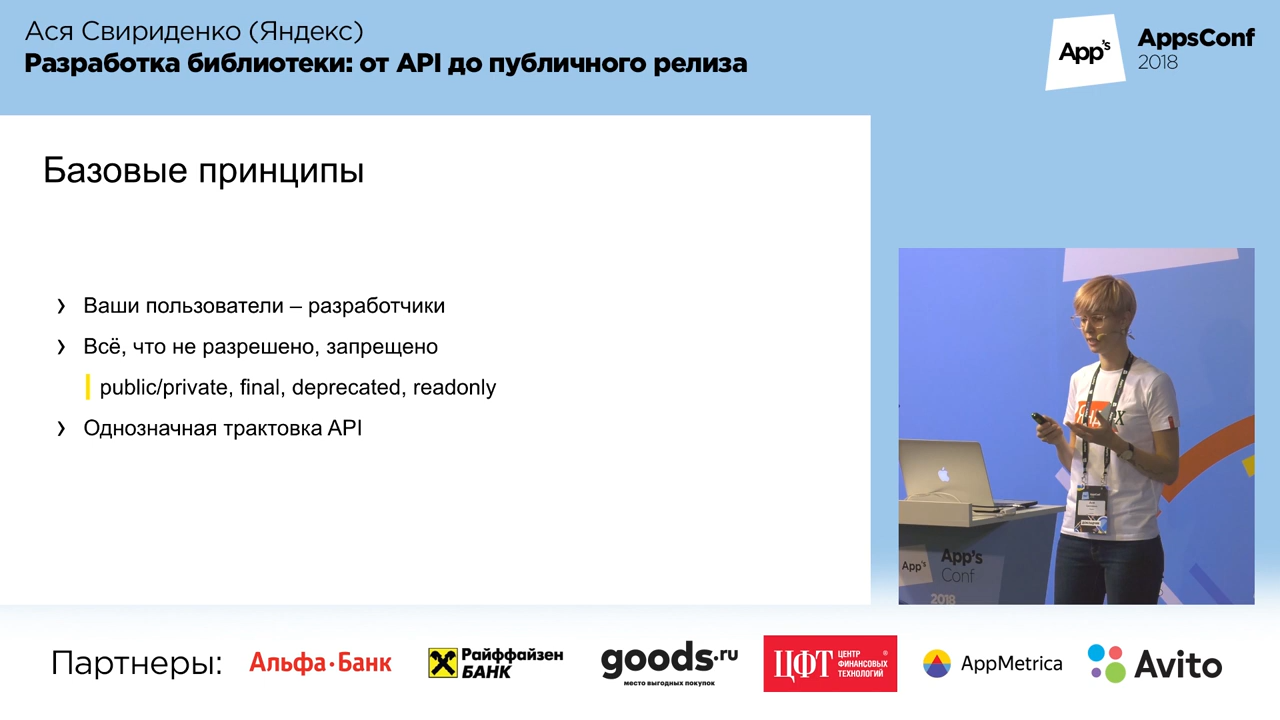 Ася Свириденко (Яндекс)
Разработка библиотеки: от API до публичного релиза
App's
AppsConf
2018
Базовые принципы
Ваши пользователи – разработчики
Всё, что не разрешено, запрещено
public/private, final, deprecated, readonly
Однозначная трактовка API
App's
App's
Conf
2018
Партнеры:
Альфа·Банк
Райффайзен
БАНК
goods.ru
место выгодных покупок
ЦФТ
ЦЕНТР
ФИНАНСОВЫХ
ТЕХНОЛОГИЙ
®
AppMetrica
Avito